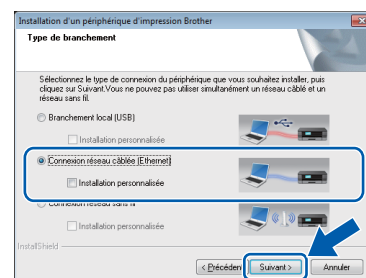 Installation d'un périphérique d'impression Brother
Type de branchement
Sélectionnez le type de connexion du périphérique que vous souhaitez installer, puis
cliquez sur Suivant.Vous ne pouvez pas utiliser simultanément un réseau câblé et un
réseau sans fil.
Branchement local (USB)
Installation personnalisée
Connexion réseau câblée (Ethernet)
Installation personnalisée
Connexion réseau sans fil
Installation personnalisée
InstallShield
< Précédent
Suivant >
Annuler